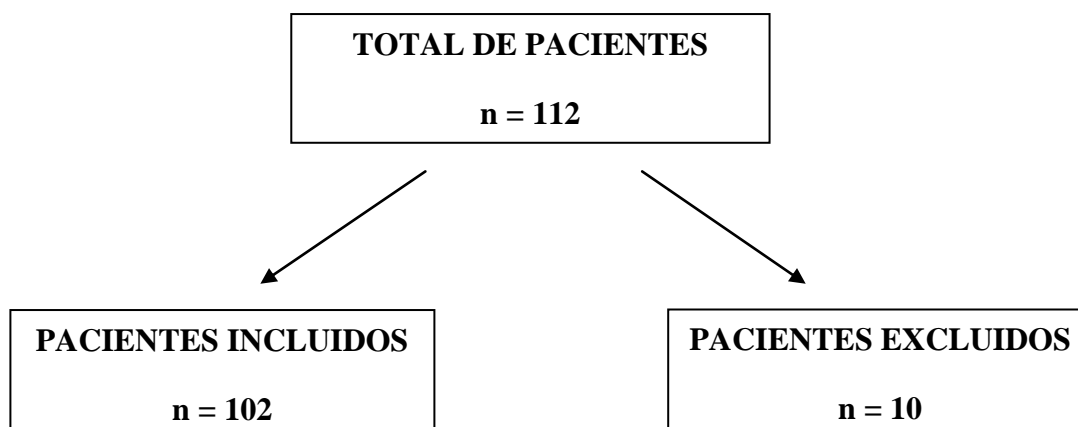 TOTAL DE PACIENTES
n = 112
PACIENTES INCLUIDOS
n = 102
PACIENTES EXCLUIDOS
n = 10